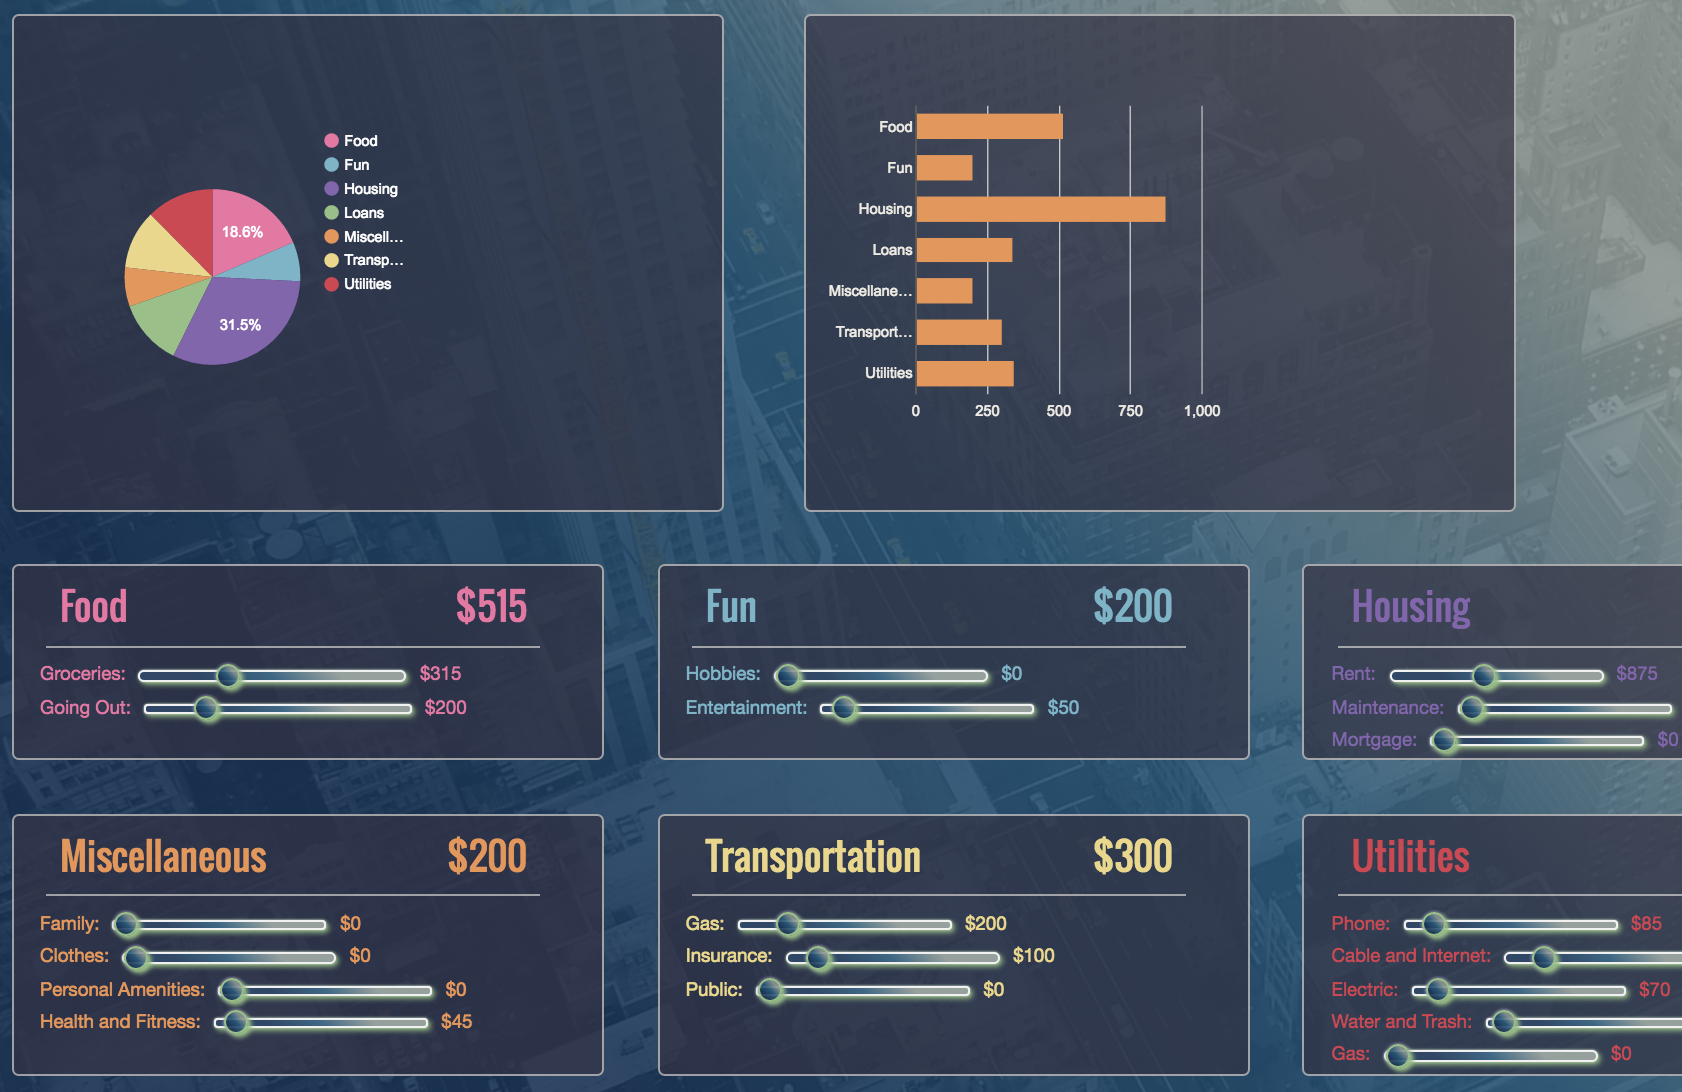 Food
Fun
Housing
Loans
Miscell...
Transp...
Utilities
18.6%
31.5%
Food
Fun
Housing
Loans
Miscellane...
Transport...
Utilities
0 250 500 750 1,000
Food $515
Groceries: $315
Going Out: $200
Fun $200
Hobbies: $0
Entertainment: $50
Housing
Rent: $875
Maintenance:
Mortgage: $0
Miscellaneous $200
Family: $0
Clothes: $0
Personal Amenities: $0
Health and Fitness: $45
Transportation $300
Gas: $200
Insurance: $100
Public: $0
Utilities
Phone: $85
Cable and Internet:
Electric: $70
Water and Trash:
Gas: $0